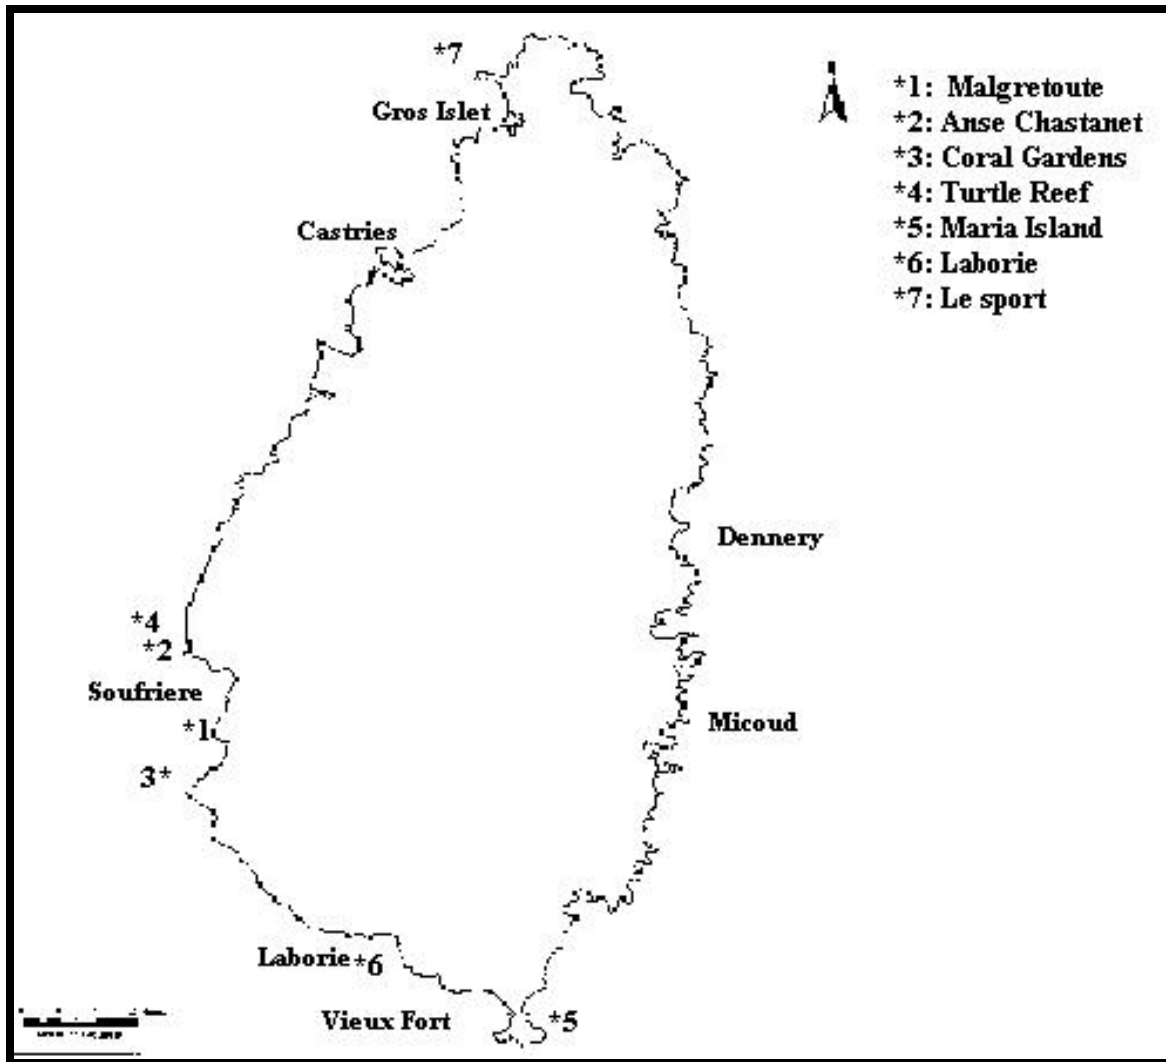 *7
Gros Islet
Castries
*1: Malgretoute
*2: Anse Chastanet
*3: Coral Gardens
*4: Turtle Reef
*5: Maria Island
*6: Laborie
*7: Le sport
Dennery
*4
*2
Soufriere
*1
Micoud
3*
Laborie *6
Vieux Fort
*5